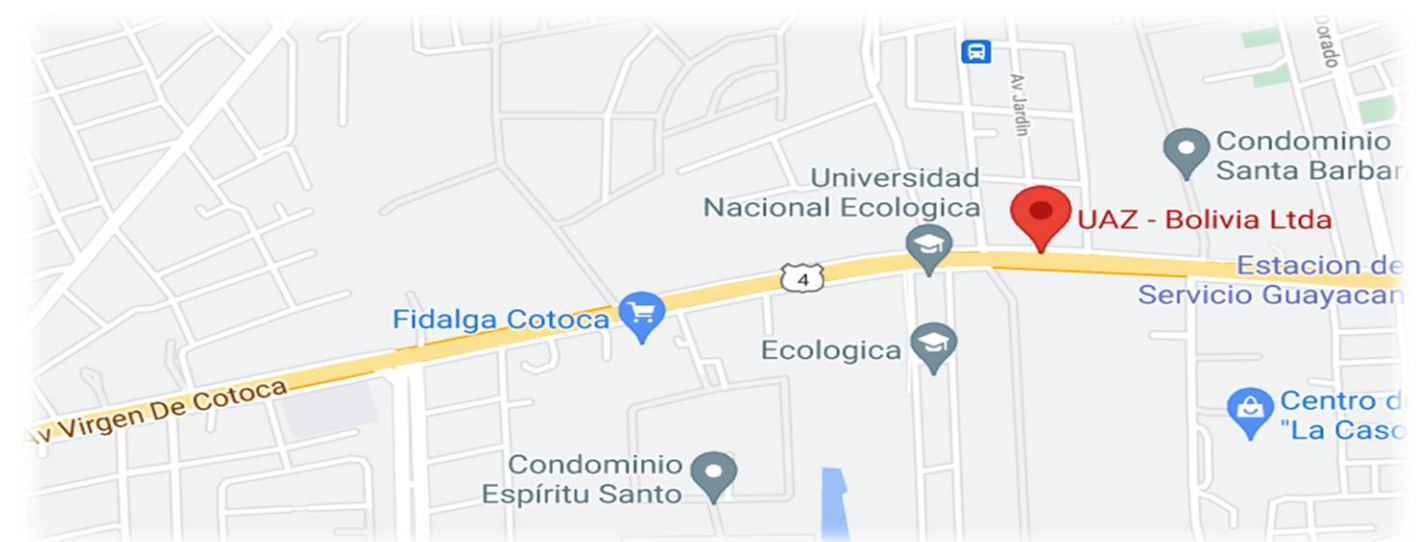 Dorado
Av Jardin
Condominio
Santa Barbara
Universidad
Nacional Ecologica
UAZ - Bolivia Ltda
Estacion de
Servicio Guayacan
4
Fidalga Cotoca
Ecologica
Av Virgen De Cotoca
Centro d
"La Caso
Condominio
Espíritu Santo